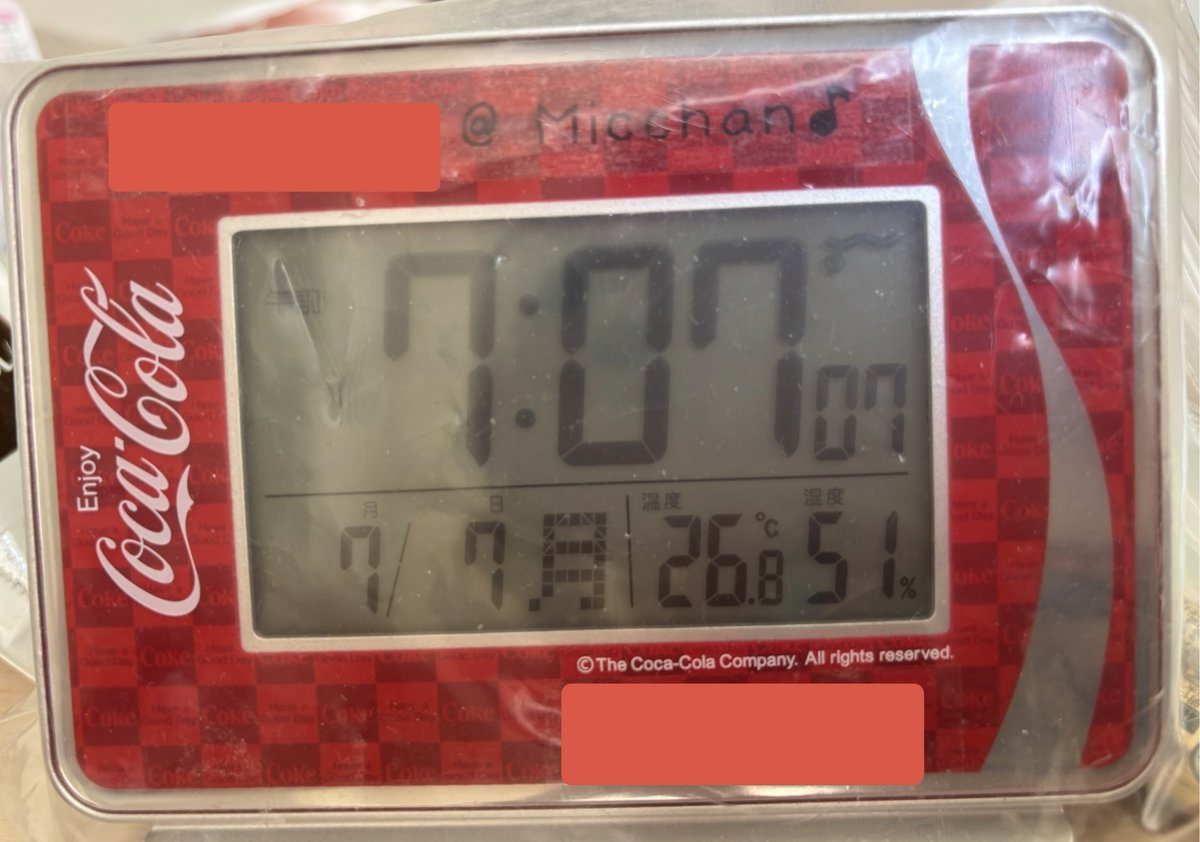 @ Micchan♪
Enjoy
Coca-Cola
午前
7:07 07
月 日 温度 湿度
7/ 7 月 26.8℃ 51%
©The Coca-Cola Company. All rights reserved.